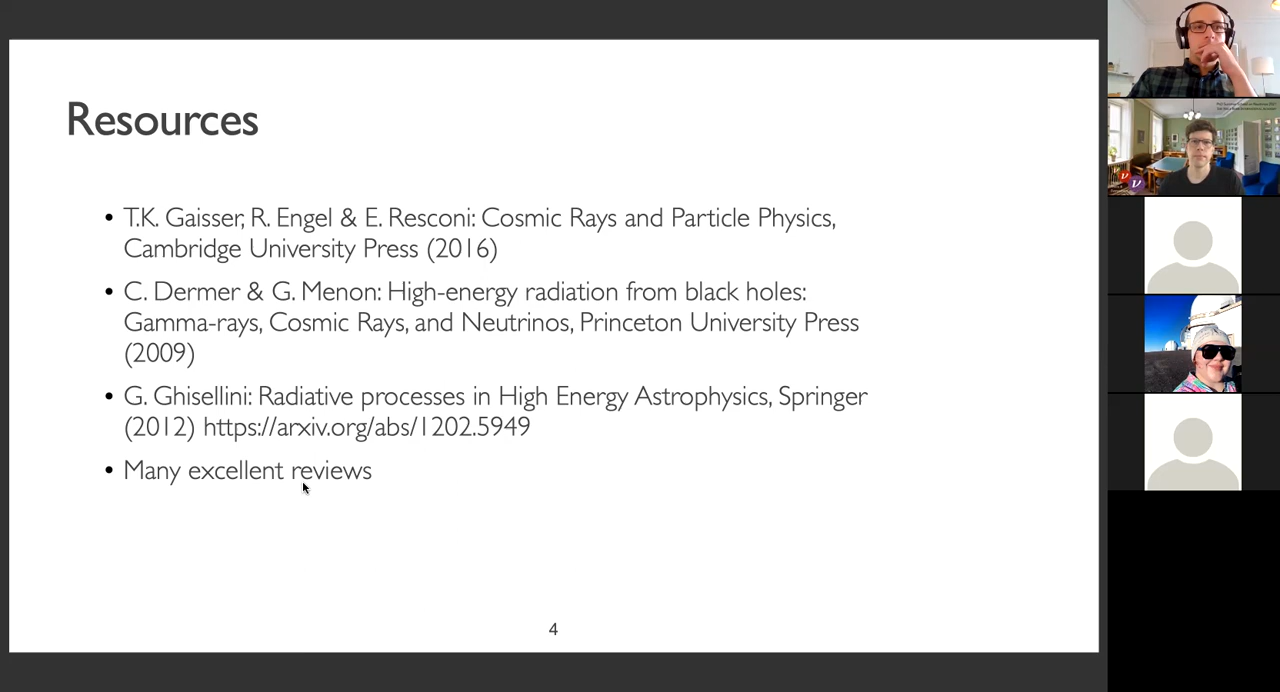 Resources
• T.K. Gaisser, R. Engel & E. Resconi: Cosmic Rays and Particle Physics,
Cambridge University Press (2016)
• C. Dermer & G. Menon: High-energy radiation from black holes:
Gamma-rays, Cosmic Rays, and Neutrinos, Princeton University Press
(2009)
• G. Ghisellini: Radiative processes in High Energy Astrophysics, Springer
(2012) https://arxiv.org/abs/1202.5949
• Many excellent reviews
4